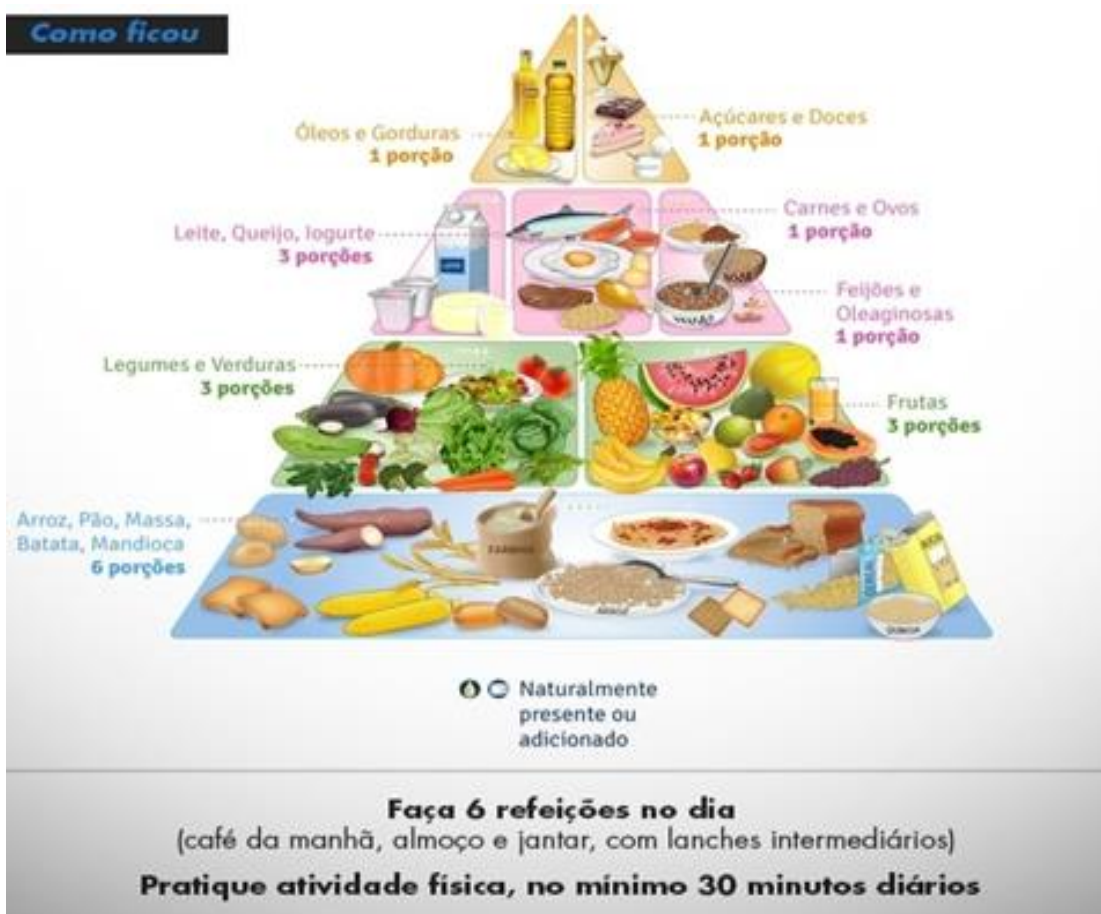 Como ficou
Óleos e Gorduras
1 porção
Açúcares e Doces
1 porção
Leite, Queijo, Iogurte
3 porções
Carnes e Ovos
1 porção
Feijões e
Oleaginosas
1 porção
Legumes e Verduras
3 porções
Frutas
3 porções
Arroz, Pão, Massa,
Batata, Mandioca
6 porções
CEREAL
Naturalmente
presente ou
adicionado
Faça 6 refeições no dia
(café da manhã, almoço e jantar, com lanches intermediários)
Pratique atividade física, no mínimo 30 minutos diários